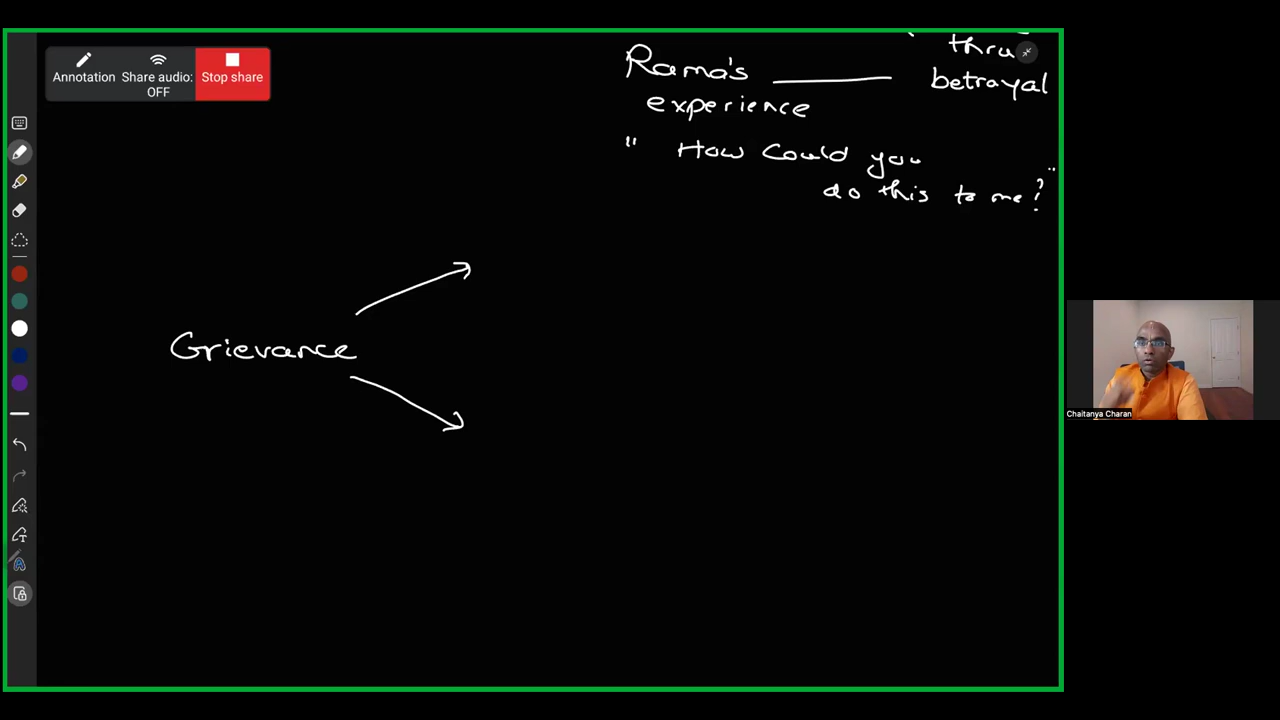 Annotation
Share audio:
OFF
Stop share
thru
Rama's
betrayal
experience
" How Could you
do this to me? "
Grievance
Chaitanya Charan